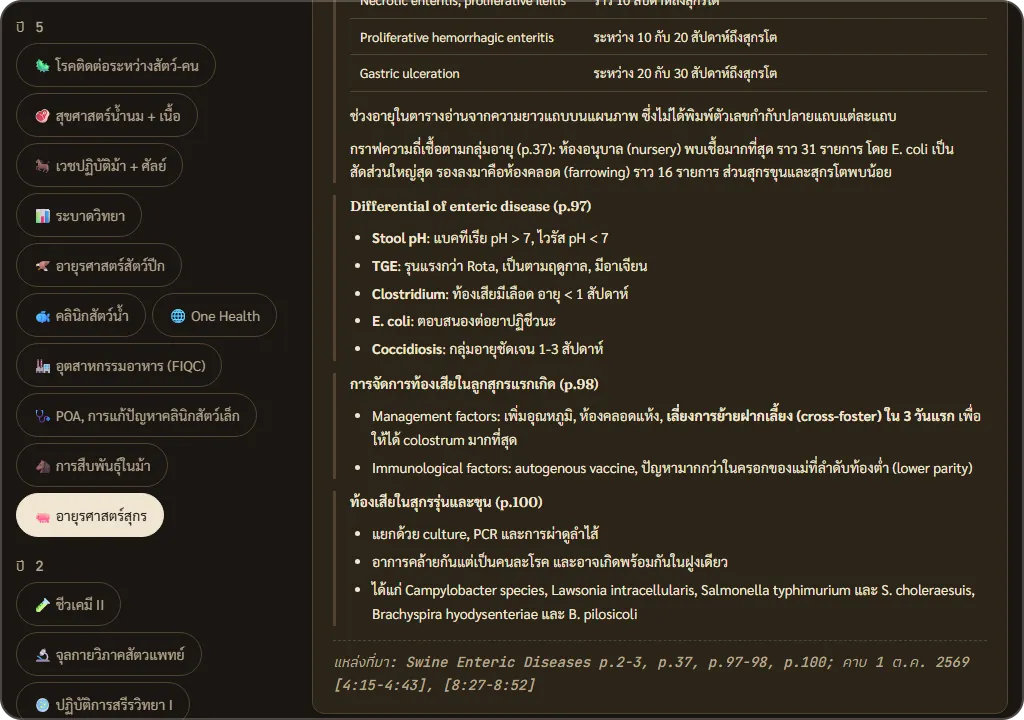 ปี 5
โรคติดต่อระหว่างสัตว์-คน
สุขศาสตร์น้ำนม + เนื้อ
เวชปฏิบัติม้า + ศัลย์
ระบาดวิทยา
อายุรศาสตร์สัตว์ปีก
คลินิกสัตว์น้ำ
One Health
อุตสาหกรรมอาหาร (FIQC)
POA, การแก้ปัญหาคลินิกสัตว์เล็ก
การสืบพันธุ์ในม้า
อายุรศาสตร์สุกร
ปี 2
ชีวเคมี II
จุลกายวิภาคสัตวแพทย์
ปฏิบัติการสรีรวิทยา I
Necrotic enteritis, proliferative ileitis ราว 10 สัปดาห์ถึงสุกรโต
Proliferative hemorrhagic enteritis ระหว่าง 10 กับ 20 สัปดาห์ถึงสุกรโต
Gastric ulceration ระหว่าง 20 กับ 30 สัปดาห์ถึงสุกรโต
ช่วงอายุในตารางอ่านจากความยาวแถบบนแผนภาพ ซึ่งไม่ได้พิมพ์ตัวเลขกำกับปลายแถบแต่ละแถบ
กราฟความถี่เชื้อตามกลุ่มอายุ (p.37): ห้องอนุบาล (nursery) พบเชื้อมากที่สุด ราว 31 รายการ โดย E. coli เป็น
สัดส่วนใหญ่สุด รองลงมาคือห้องคลอด (farrowing) ราว 16 รายการ ส่วนสุกรขุนและสุกรโตพบน้อย
Differential of enteric disease (p.97)
• Stool pH: แบคทีเรีย pH > 7, ไวรัส pH < 7
• TGE: รุนแรงกว่า Rota, เป็นตามฤดูกาล, มีอาเจียน
• Clostridium: ท้องเสียมีเลือด อายุ < 1 สัปดาห์
• E. coli: ตอบสนองต่อยาปฏิชีวนะ
• Coccidiosis: กลุ่มอายุชัดเจน 1-3 สัปดาห์
การจัดการท้องเสียในลูกสุกรแรกเกิด (p.98)
• Management factors: เพิ่มอุณหภูมิ, ห้องคลอดแห้ง, เลี่ยงการย้ายฝากเลี้ยง (cross-foster) ใน 3 วันแรก เพื่อ
ให้ได้ colostrum มากที่สุด
• Immunological factors: autogenous vaccine, ปัญหามากกว่าในครอกของแม่ที่ลำดับท้องต่ำ (lower parity)
ท้องเสียในสุกรรุ่นและขุน (p.100)
• แยกด้วย culture, PCR และการผ่าดูลำไส้
• อาการคล้ายกันแต่เป็นคนละโรค และอาจเกิดพร้อมกันในฝูงเดียว
• ได้แก่ Campylobacter species, Lawsonia intracellularis, Salmonella typhimurium และ S. choleraesuis,
Brachyspira hyodysenteriae และ B. pilosicoli
แหล่งที่มา: Swine Enteric Diseases p.2-3, p.37, p.97-98, p.100; คาบ 1 ต.ค. 2569
[4:15-4:43], [8:27-8:52]